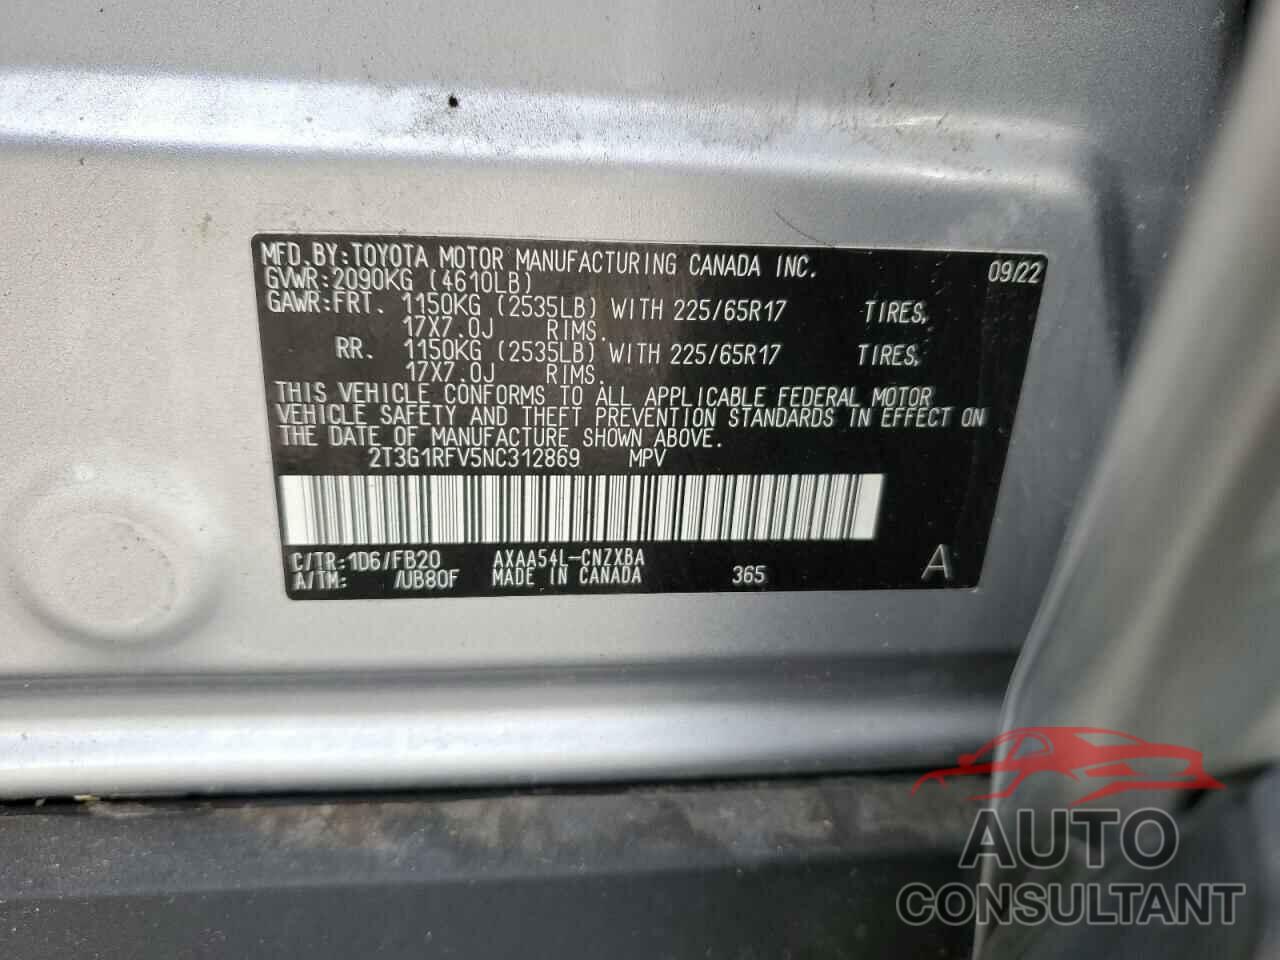 MFD.BY:TOYOTA MOTOR MANUFACTURING CANADA INC. 09/22
GVWR:2090KG (4610LB)
GAWR:FRT. 1150KG (2535LB) WITH 225/65R17 TIRES,
17X7.0J RIMS.
RR. 1150KG (2535LB) WITH 225/65R17 TIRES,
17X7.0J RIMS.
THIS VEHICLE CONFORMS TO ALL APPLICABLE FEDERAL MOTOR
VEHICLE SAFETY AND THEFT PREVENTION STANDARDS IN EFFECT ON
THE DATE OF MANUFACTURE SHOWN ABOVE.
2T3G1RFV5NC312869 MPV
C/TR:1D6/FB20 AXAA54L-CNZXBA
A/TM: /UB80F MADE IN CANADA 365 A
AUTO
CONSULTANT